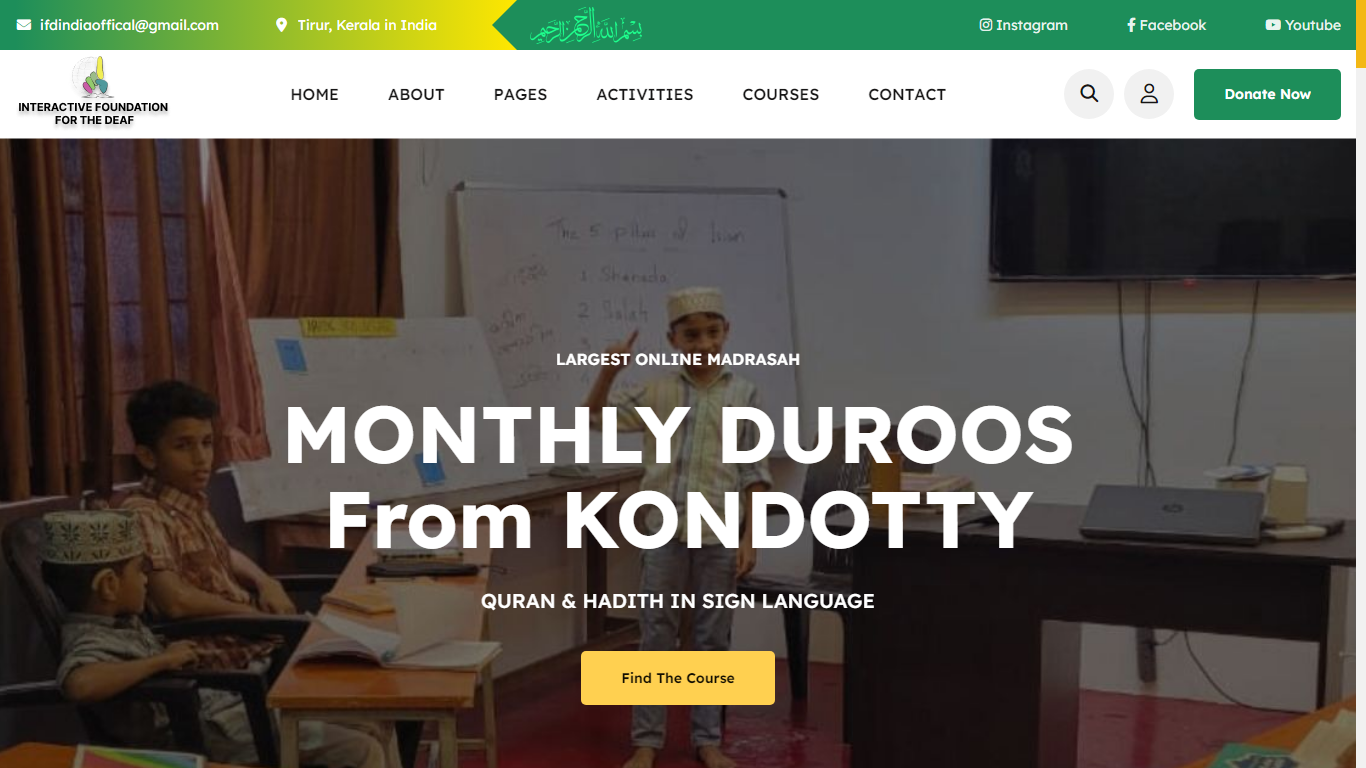 ifdindiaoffical@gmail.com
Tirur, Kerala in India
بسم الله الرحمن الرحيم
Instagram
Facebook
Youtube
INTERACTIVE FOUNDATION
FOR THE DEAF
HOME
ABOUT
PAGES
ACTIVITIES
COURSES
CONTACT
Donate Now
The 5 pillars of
1. Shahada
2. Salah
LARGEST ONLINE MADRASAH
MONTHLY DUROOS
From KONDOTTY
QURAN & HADITH IN SIGN LANGUAGE
Find The Course